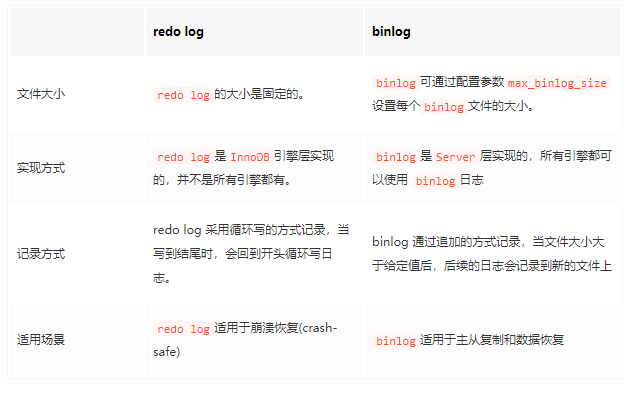 redo log
binlog
文件大小
redo log 的大小是固定的。
binlog 可通过配置参数 max_binlog_size
设置每个 binlog 文件的大小。
实现方式
redo log 是 InnoDB 引擎层实现
的，并不是所有引擎都有。
binlog 是 Server 层实现的，所有引擎都可
以使用 binlog 日志
记录方式
redo log 采用循环写的方式记录，当
写到结尾时，会回到开头循环写日
志。
binlog 通过追加的方式记录，当文件大小大
于给定值后，后续的日志会记录到新的文件上
适用场景
redo log 适用于崩溃恢复(crash-
safe)
binlog 适用于主从复制和数据恢复